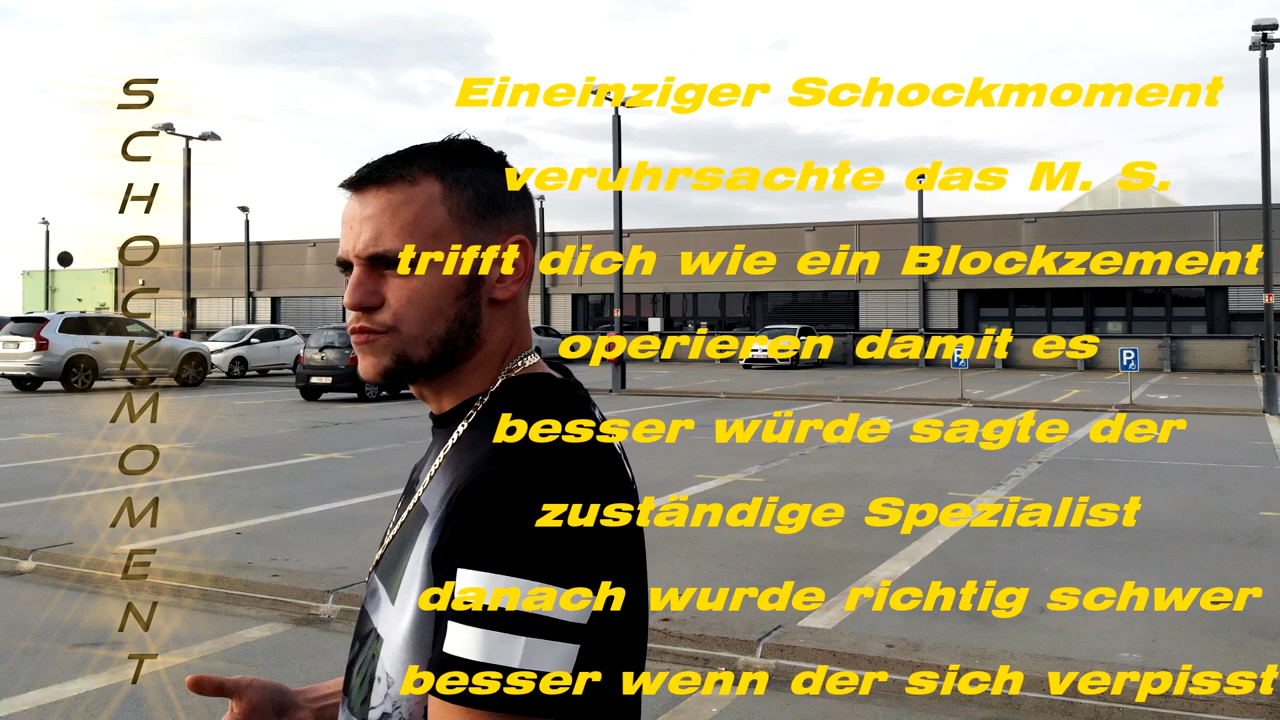 SCHOCKMOMENT
Eineinziger Schockmoment
veruhrsachte das M. S.
trifft dich wie ein Blockzement
operieren damit es
besser würde sagte der
zuständige Spezialist
danach wurde richtig schwer
besser wenn der sich verpisst
P
P